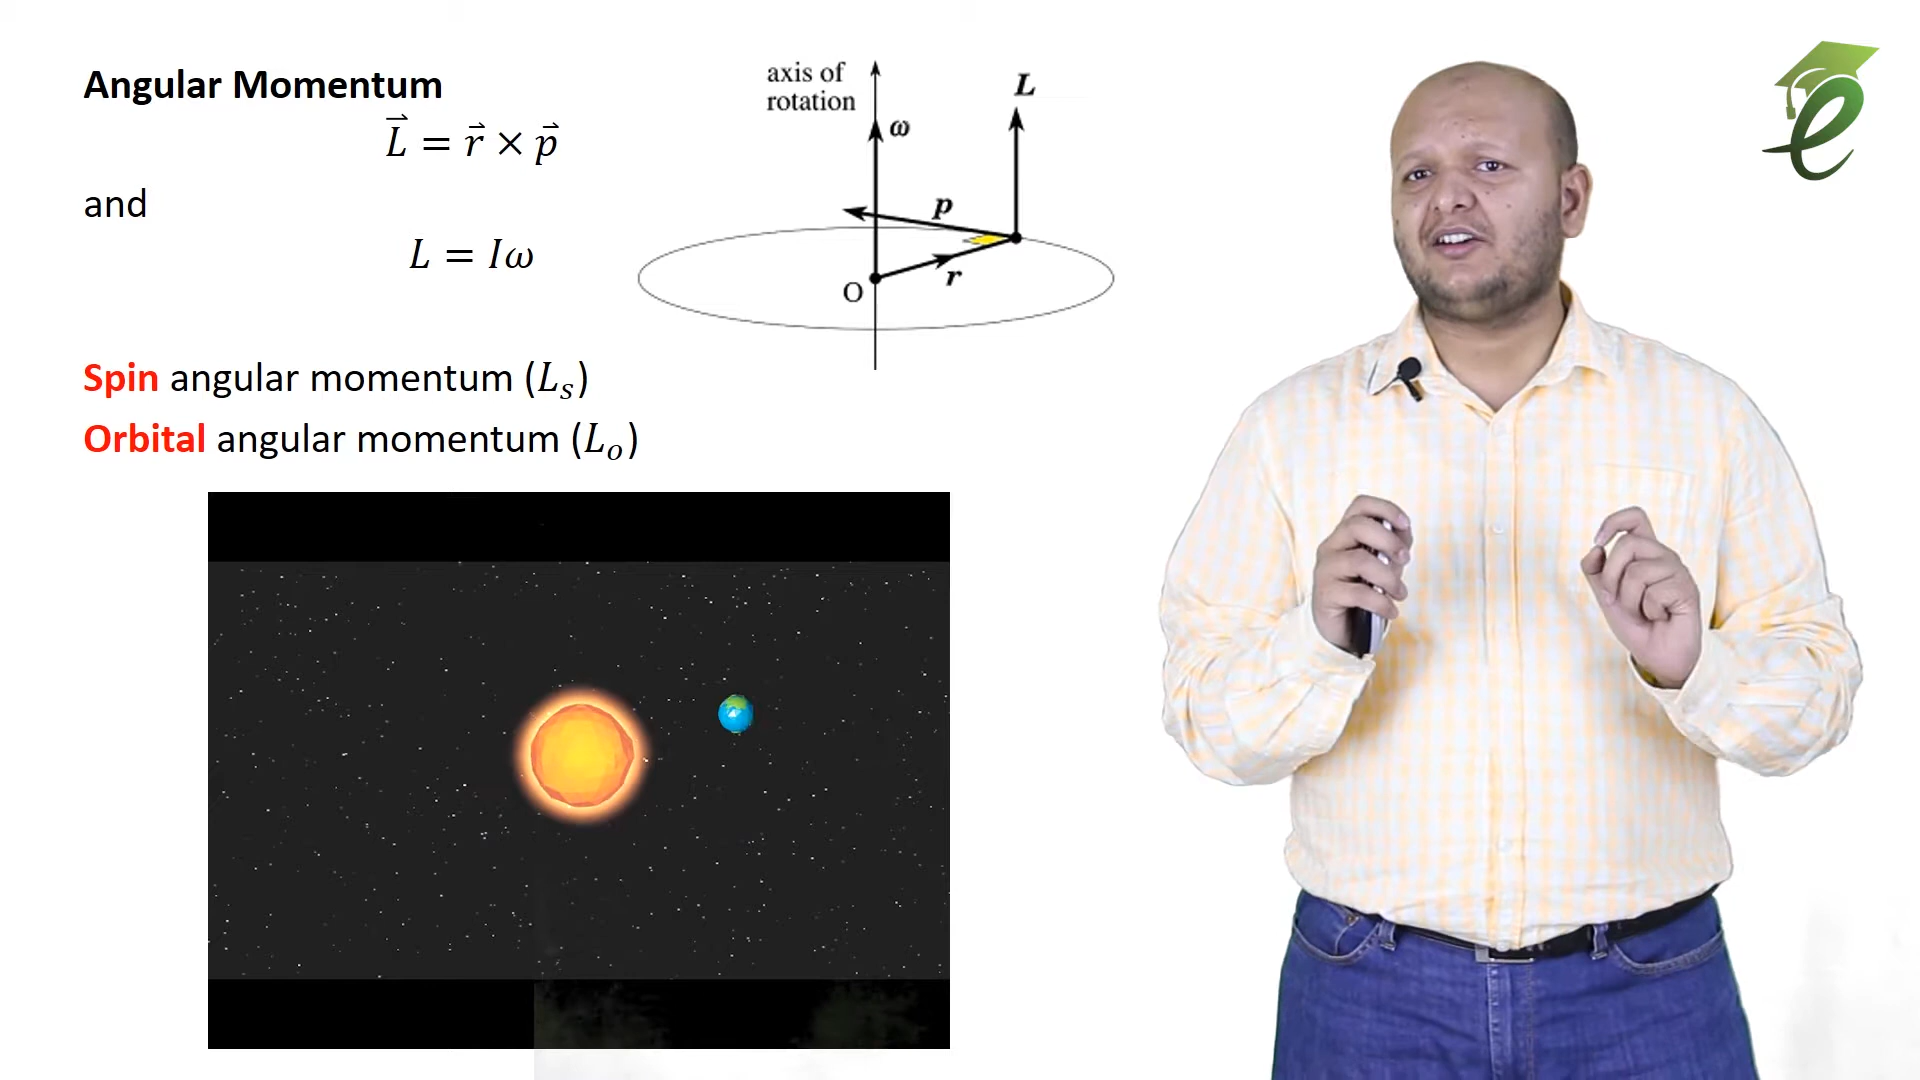 Angular Momentum
L⃗ = r⃗ × p⃗
and
L = Iω
axis of
rotation
ω
L
p
r
O
Spin angular momentum (Lₛ)
Orbital angular momentum (Lₒ)
e